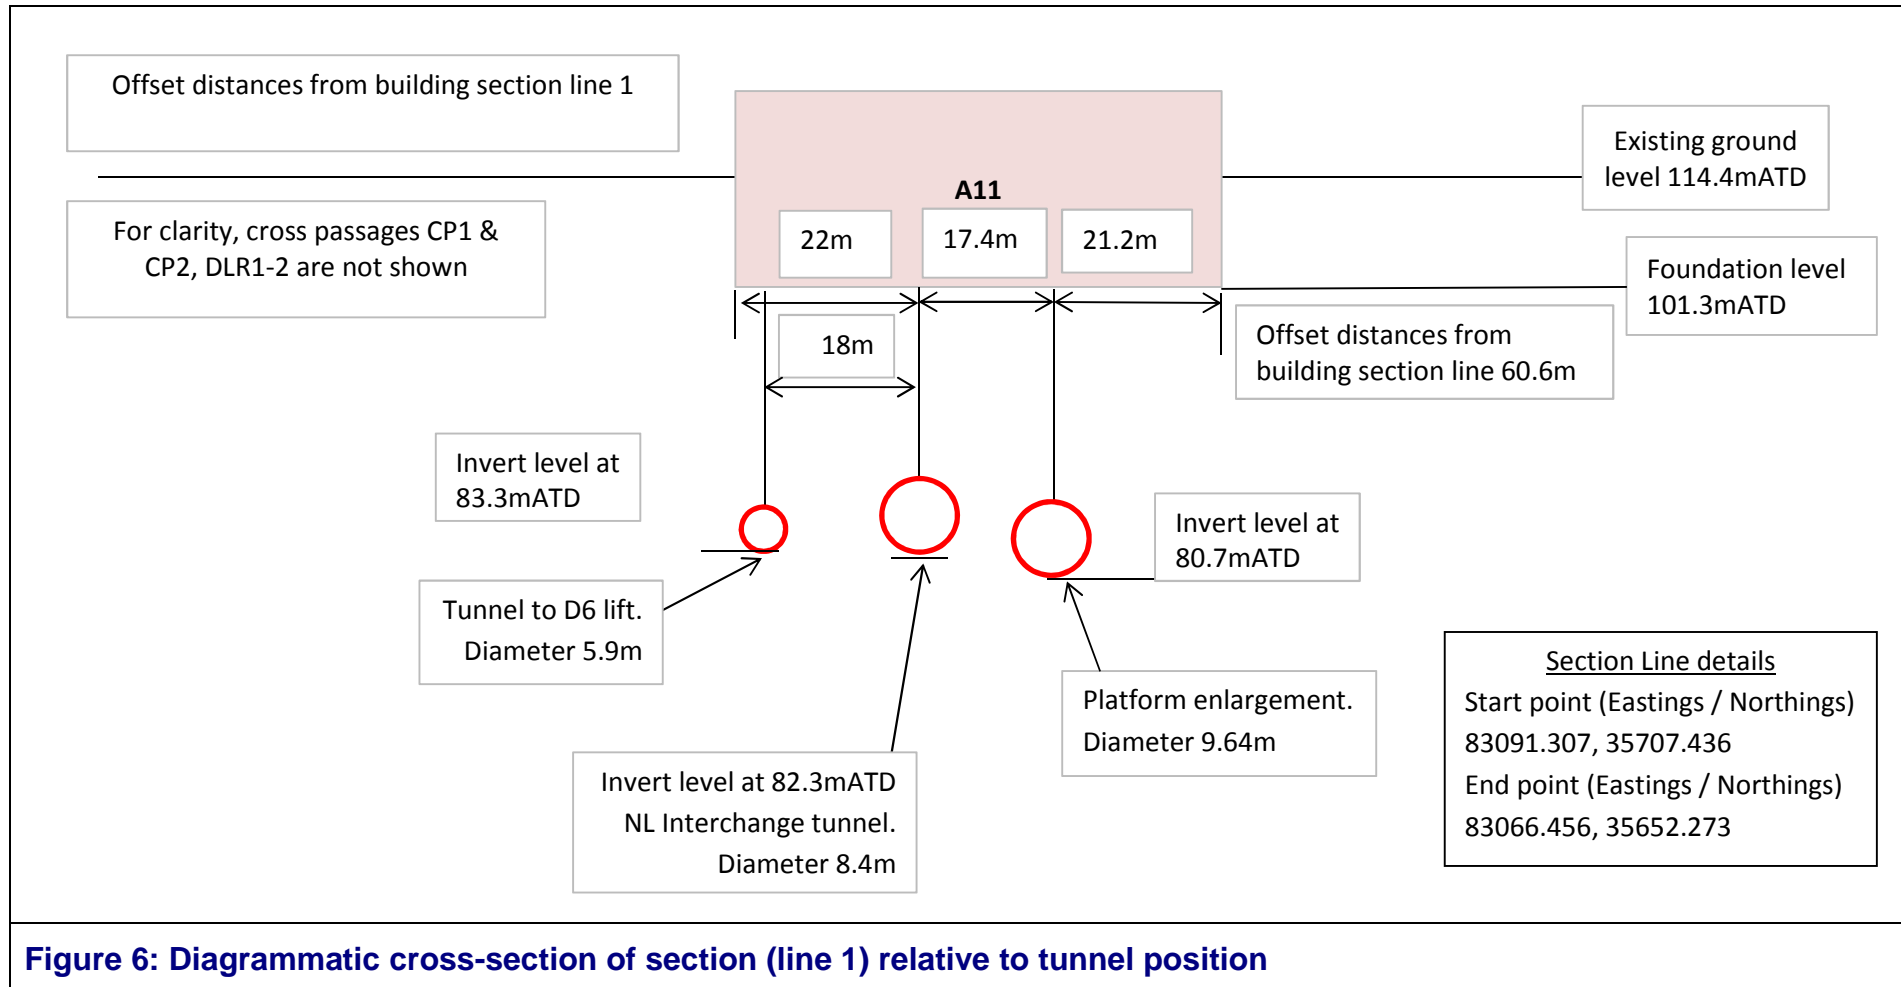 Offset distances from building section line 1
For clarity, cross passages CP1 &
CP2, DLR1-2 are not shown
A11
22m
17.4m
21.2m
18m
Existing ground
level 114.4mATD
Foundation level
101.3mATD
Offset distances from
building section line 60.6m
Invert level at
83.3mATD
Invert level at
80.7mATD
Tunnel to D6 lift.
Diameter 5.9m
Platform enlargement.
Diameter 9.64m
Invert level at 82.3mATD
NL Interchange tunnel.
Diameter 8.4m
Section Line details
Start point (Eastings / Northings)
83091.307, 35707.436
End point (Eastings / Northings)
83066.456, 35652.273
Figure 6: Diagrammatic cross-section of section (line 1) relative to tunnel position